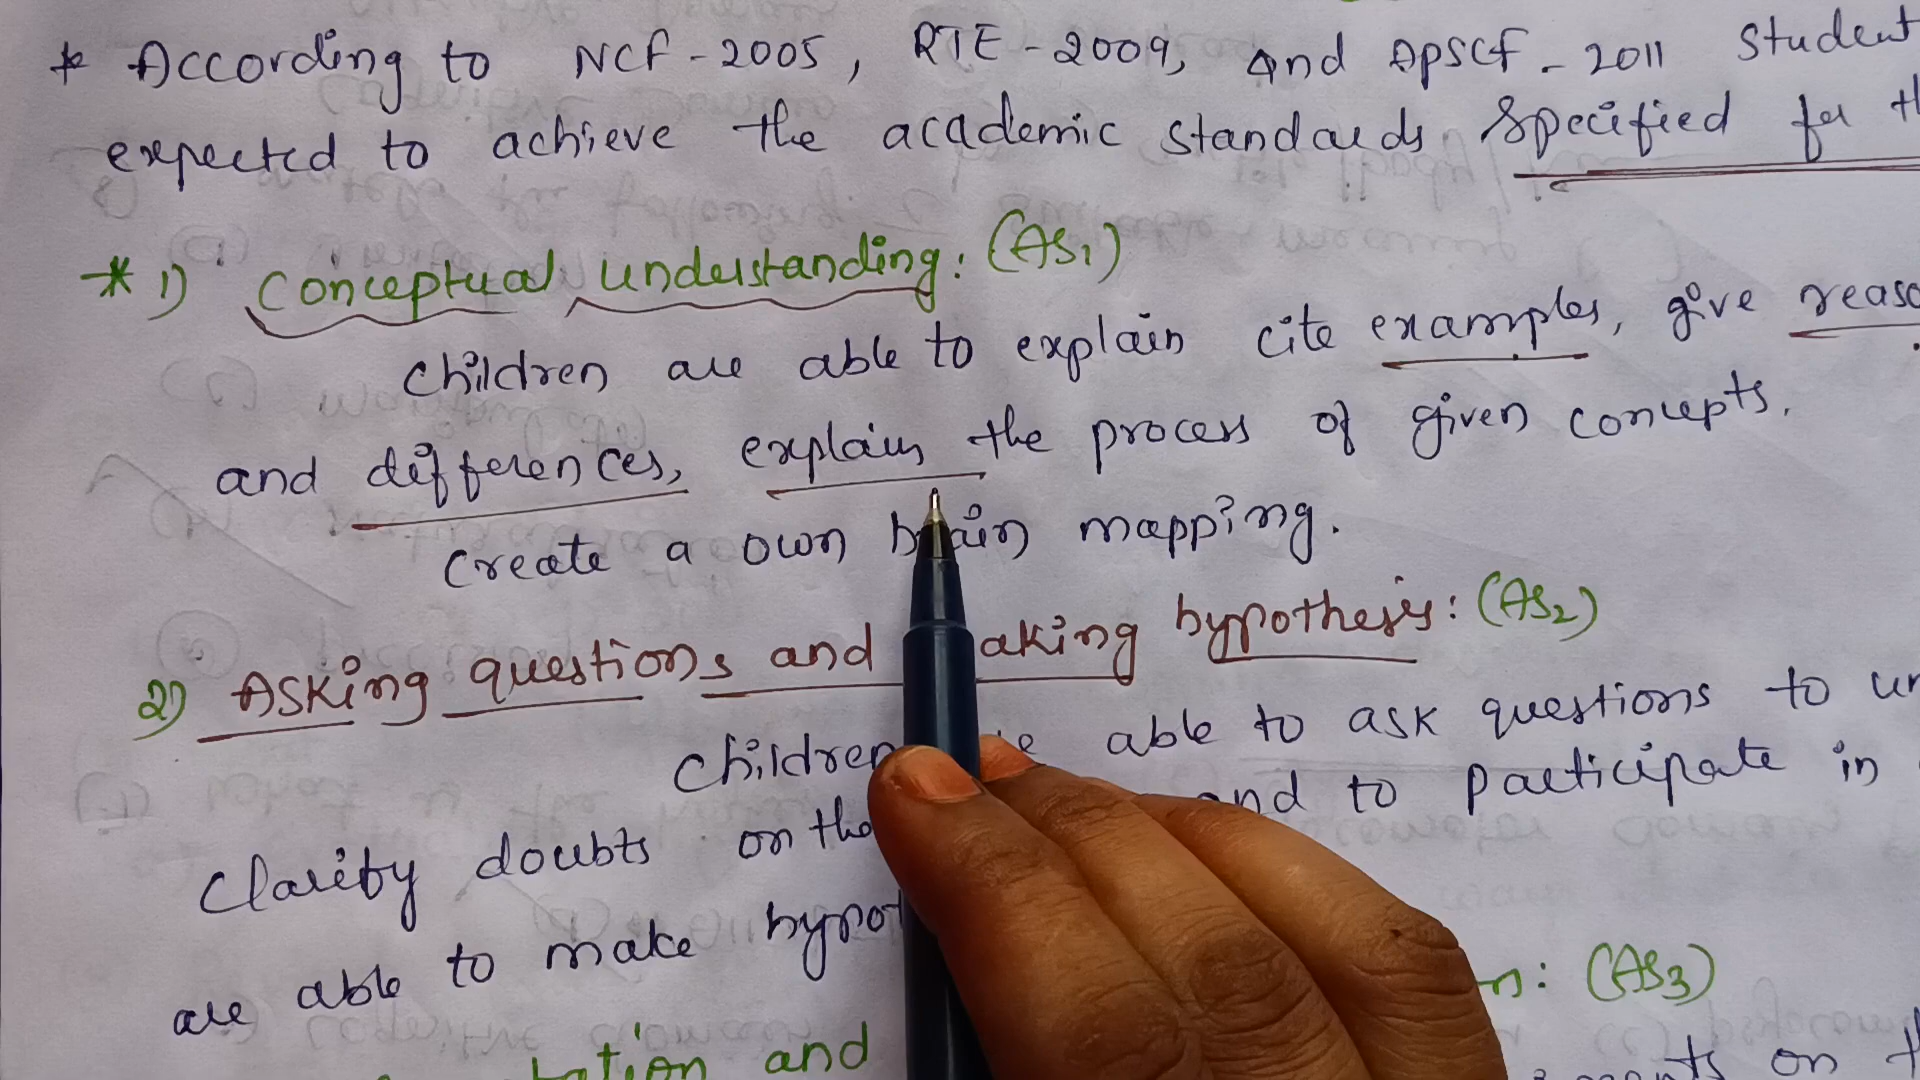 * According to NCF-2005, RTE-2009, and APSCF-2011 student
expected to achieve the academic standards specified for
* 1) Conceptual understanding: (AS1)
children are able to explain cite examples, give
and differences, explain the process of given concepts.
create a own brain mapping.
2) Asking questions and making hypothesis: (AS2)
children able to ask questions to
Clarity doubts on the and to participate in
are able to make
and (AS3)
on